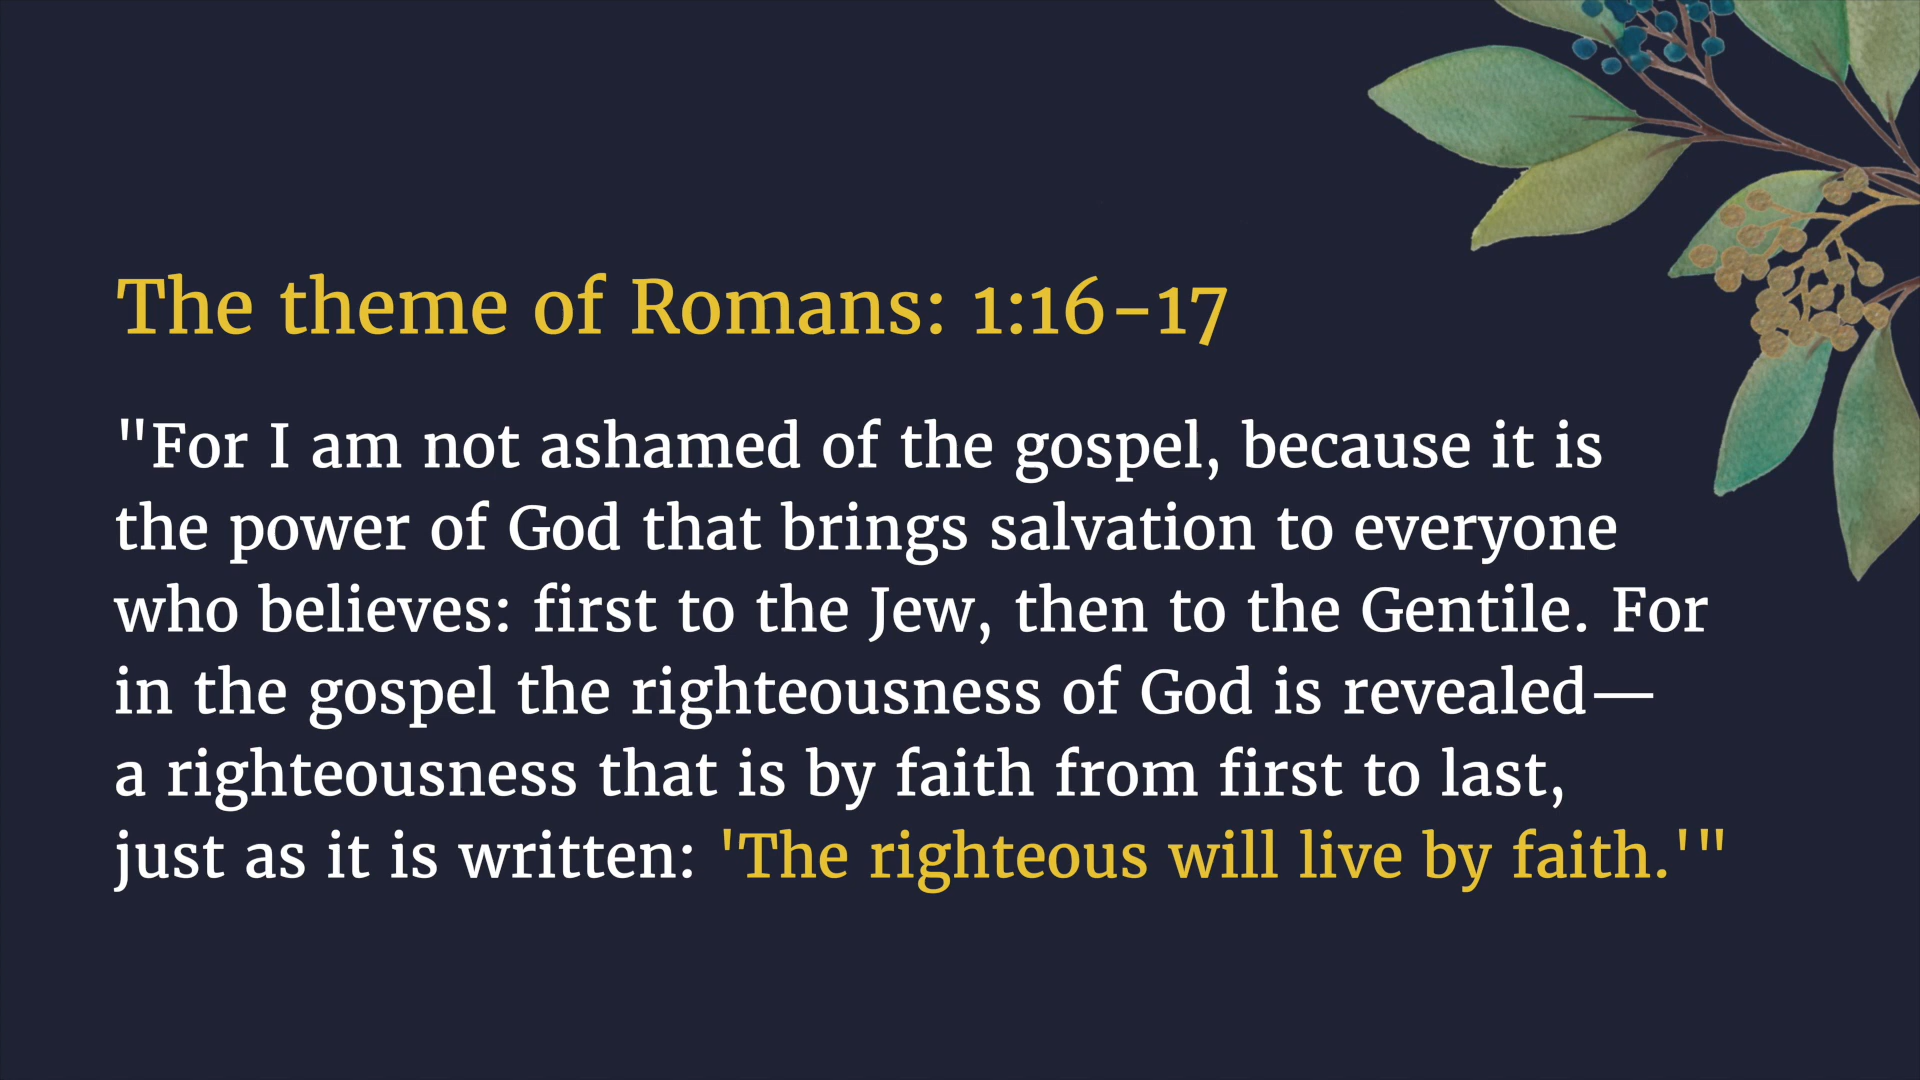 The theme of Romans: 1:16–17
"For I am not ashamed of the gospel, because it is
the power of God that brings salvation to everyone
who believes: first to the Jew, then to the Gentile. For
in the gospel the righteousness of God is revealed—
a righteousness that is by faith from first to last,
just as it is written: 'The righteous will live by faith.'"